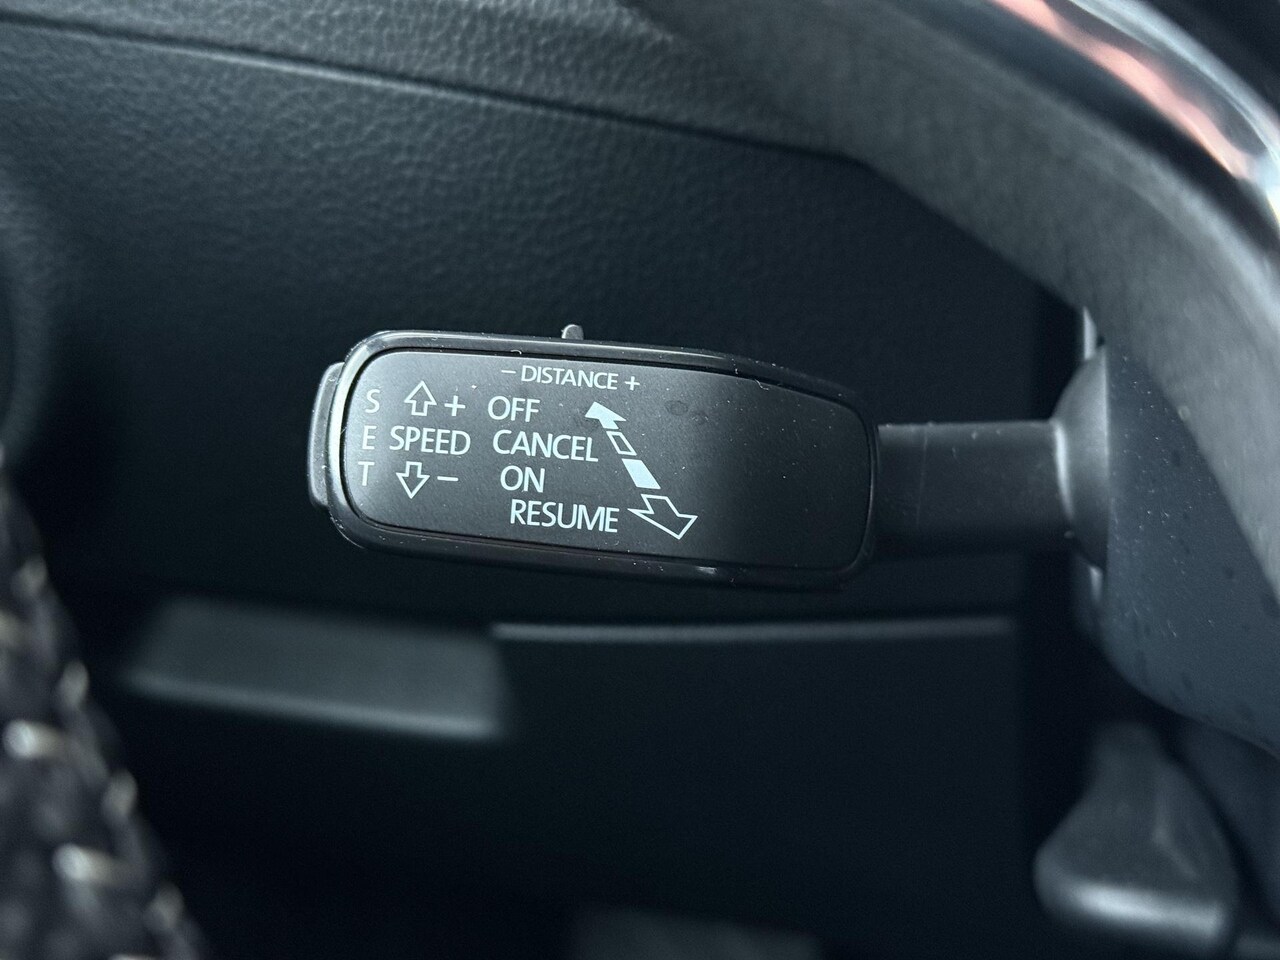 − DISTANCE +
S + OFF
E SPEED CANCEL
T − ON
RESUME